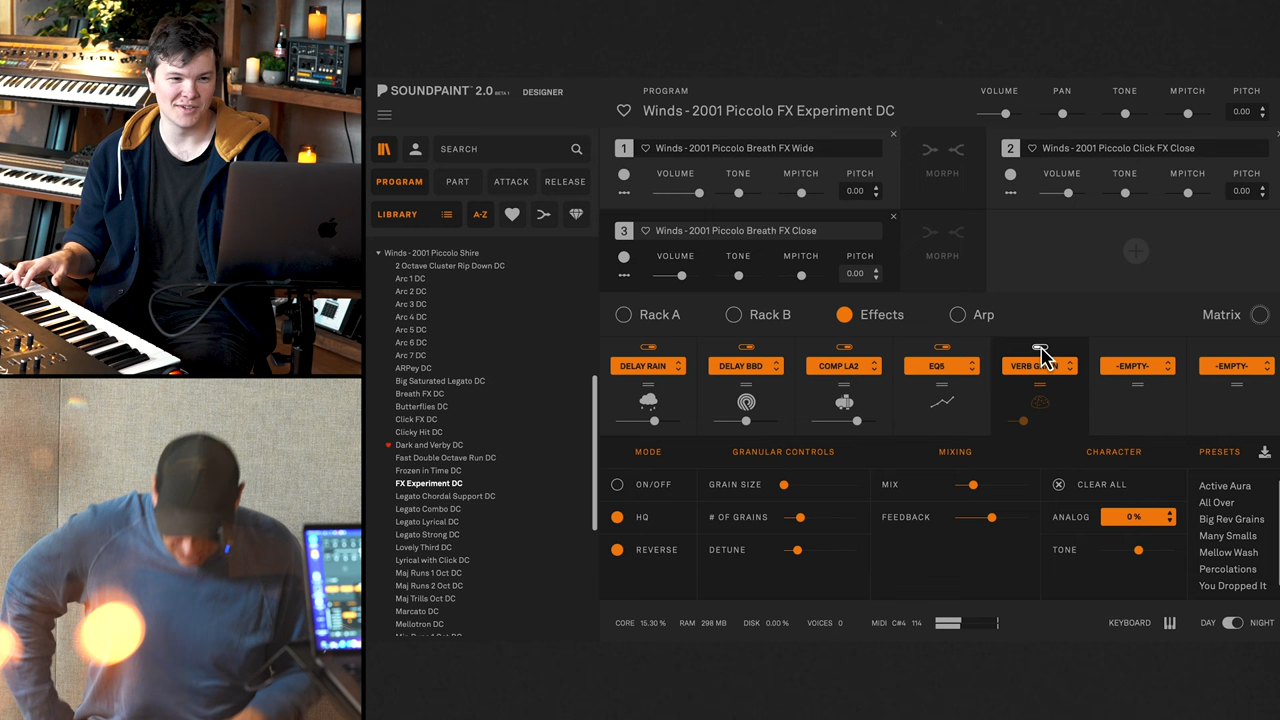 SOUNDPAINT™ 2.0 BETA 1 DESIGNER
SEARCH
PROGRAM PART ATTACK RELEASE
LIBRARY A-Z
Winds - 2001 Piccolo Shire
2 Octave Cluster Rip Down DC
Arc 1 DC
Arc 2 DC
Arc 3 DC
Arc 4 DC
Arc 5 DC
Arc 6 DC
Arc 7 DC
ARPey DC
Big Saturated Legato DC
Breath FX DC
Butterflies DC
Click FX DC
Clicky Hit DC
Dark and Verby DC
Fast Double Octave Run DC
Frozen in Time DC
FX Experiment DC
Legato Chordal Support DC
Legato Combo DC
Legato Lyrical DC
Legato Strong DC
Lovely Third DC
Lyrical with Click DC
Maj Runs 1 Oct DC
Maj Runs 2 Oct DC
Maj Trills Oct DC
Marcato DC
Mellotron DC
PROGRAM
Winds - 2001 Piccolo FX Experiment DC
VOLUME PAN TONE MPITCH PITCH
0.00
1 Winds - 2001 Piccolo Breath FX Wide
VOLUME TONE MPITCH PITCH
0.00
MORPH
2 Winds - 2001 Piccolo Click FX Close
VOLUME TONE MPITCH PITCH
0.00
3 Winds - 2001 Piccolo Breath FX Close
VOLUME TONE MPITCH PITCH
0.00
MORPH
Rack A Rack B Effects Arp Matrix
DELAY RAIN DELAY BBD COMP LA2 EQ5 VERB -EMPTY- -EMPTY-
MODE GRANULAR CONTROLS MIXING CHARACTER PRESETS
ON/OFF GRAIN SIZE MIX CLEAR ALL
HQ # OF GRAINS FEEDBACK ANALOG 0 %
REVERSE DETUNE TONE
Active Aura
All Over
Big Rev Grains
Many Smalls
Mellow Wash
Percolations
You Dropped It
CORE 15.30 % RAM 298 MB DISK 0.00 % VOICES 0 MIDI C#4 114 KEYBOARD DAY NIGHT